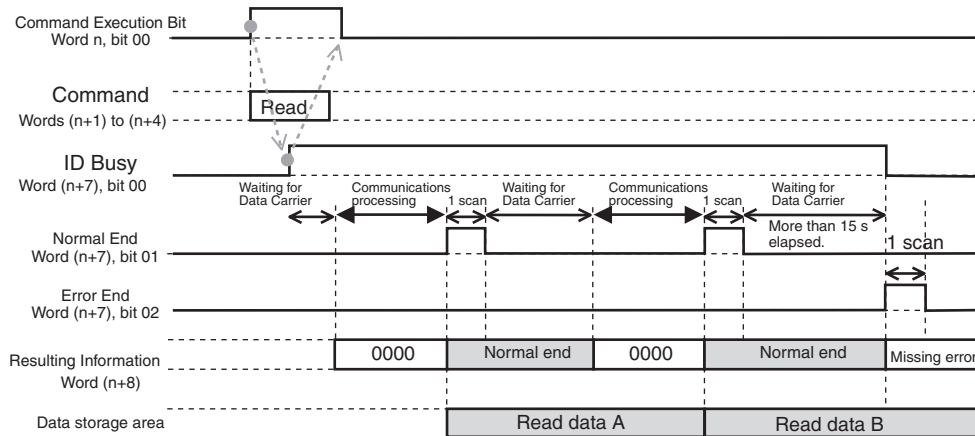 Command Execution Bit
Word n, bit 00
Command
Words (n+1) to (n+4)
Read
ID Busy
Word (n+7), bit 00
Waiting for
Data Carrier
Communications
processing
1 scan
Waiting for
Data Carrier
Communications
processing
1 scan
Waiting for
Data Carrier
More than 15 s
elapsed.
Normal End
Word (n+7), bit 01
1 scan
Error End
Word (n+7), bit 02
Resulting Information
Word (n+8)
0000
Normal end
0000
Normal end
Missing error
Data storage area
Read data A
Read data B